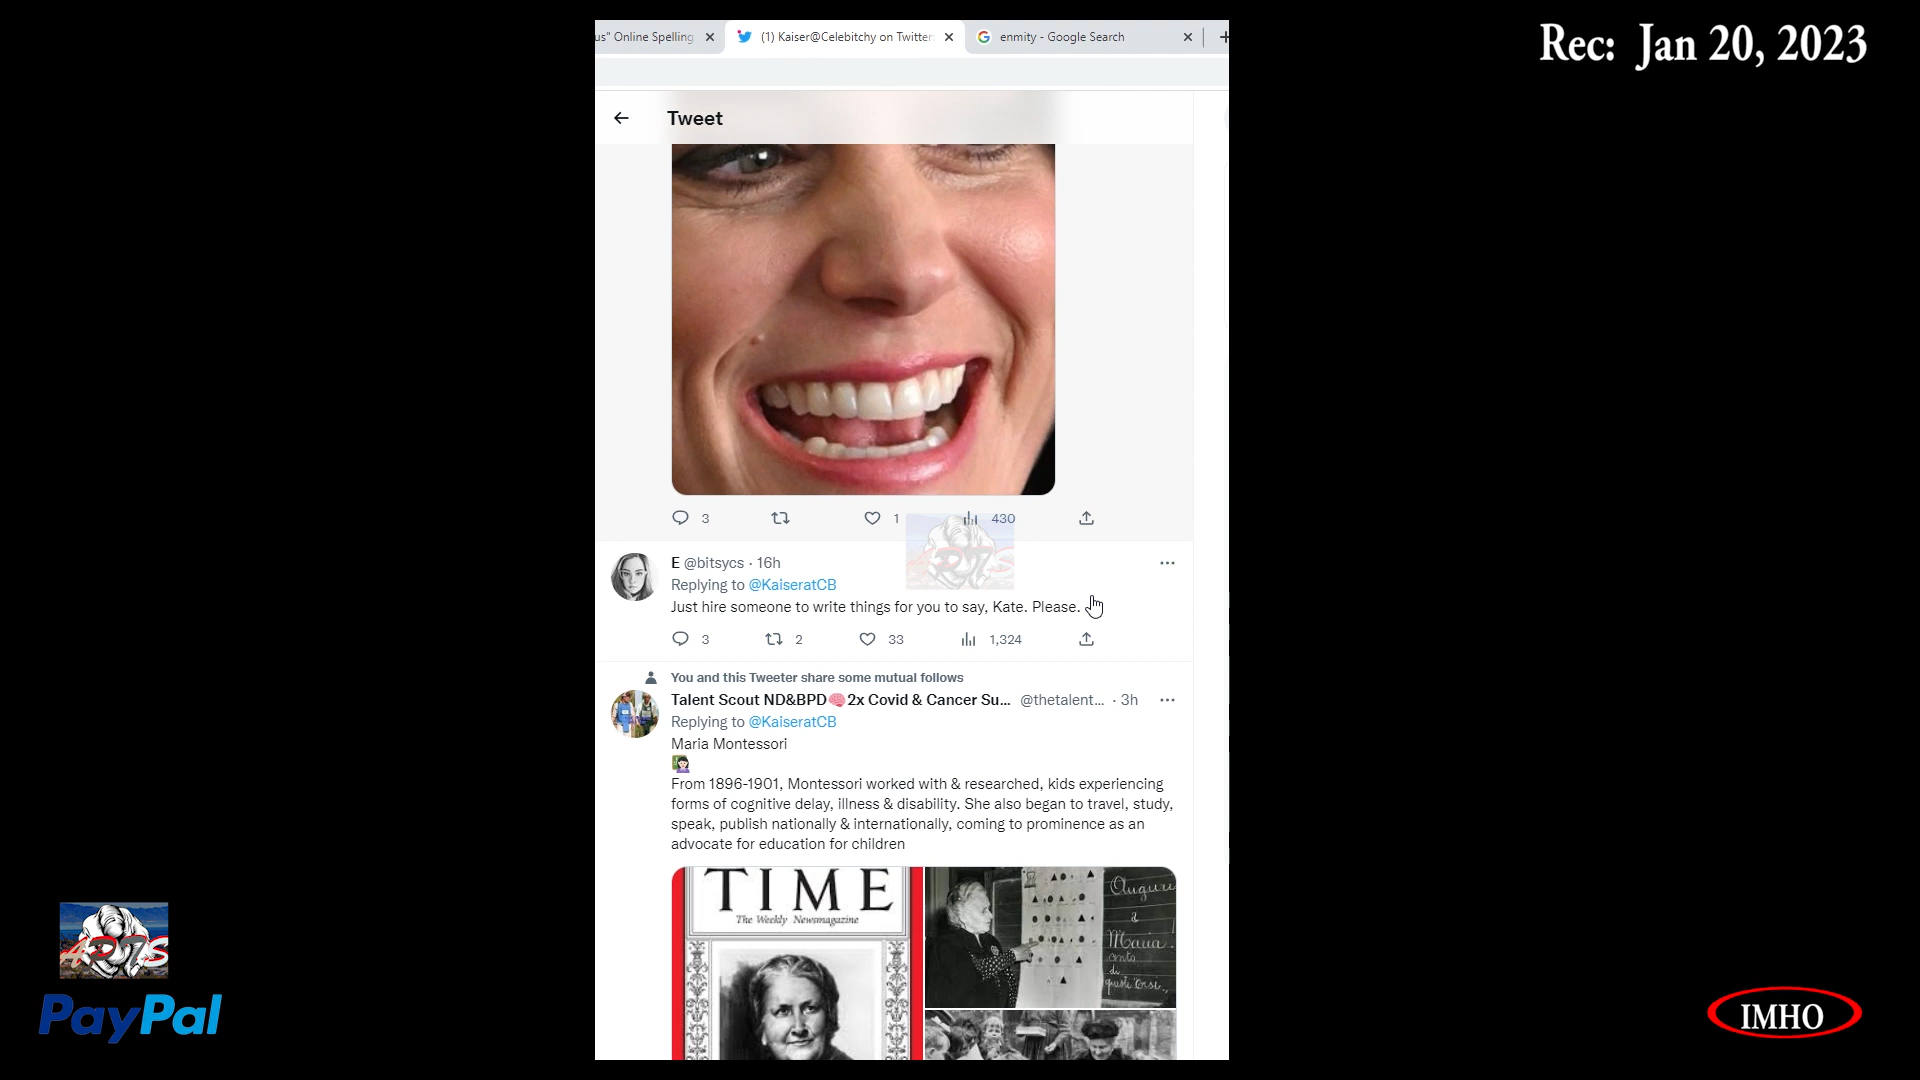 Rec: Jan 20, 2023
us" Online Spelling
(1) Kaiser@Celebitchy on Twitter:
enmity - Google Search
Tweet
3
1
430
E @bitsycs · 16h
Replying to @KaiseratCB
Just hire someone to write things for you to say, Kate. Please.
3
2
33
1,324
You and this Tweeter share some mutual follows
Talent Scout ND&BPD🧠2x Covid & Cancer Su... @thetalent... · 3h
Replying to @KaiseratCB
Maria Montessori
From 1896-1901, Montessori worked with & researched, kids experiencing
forms of cognitive delay, illness & disability. She also began to travel, study,
speak, publish nationally & internationally, coming to prominence as an
advocate for education for children
TIME
The Weekly Newsmagazine
Maria
di
PayPal
IMHO